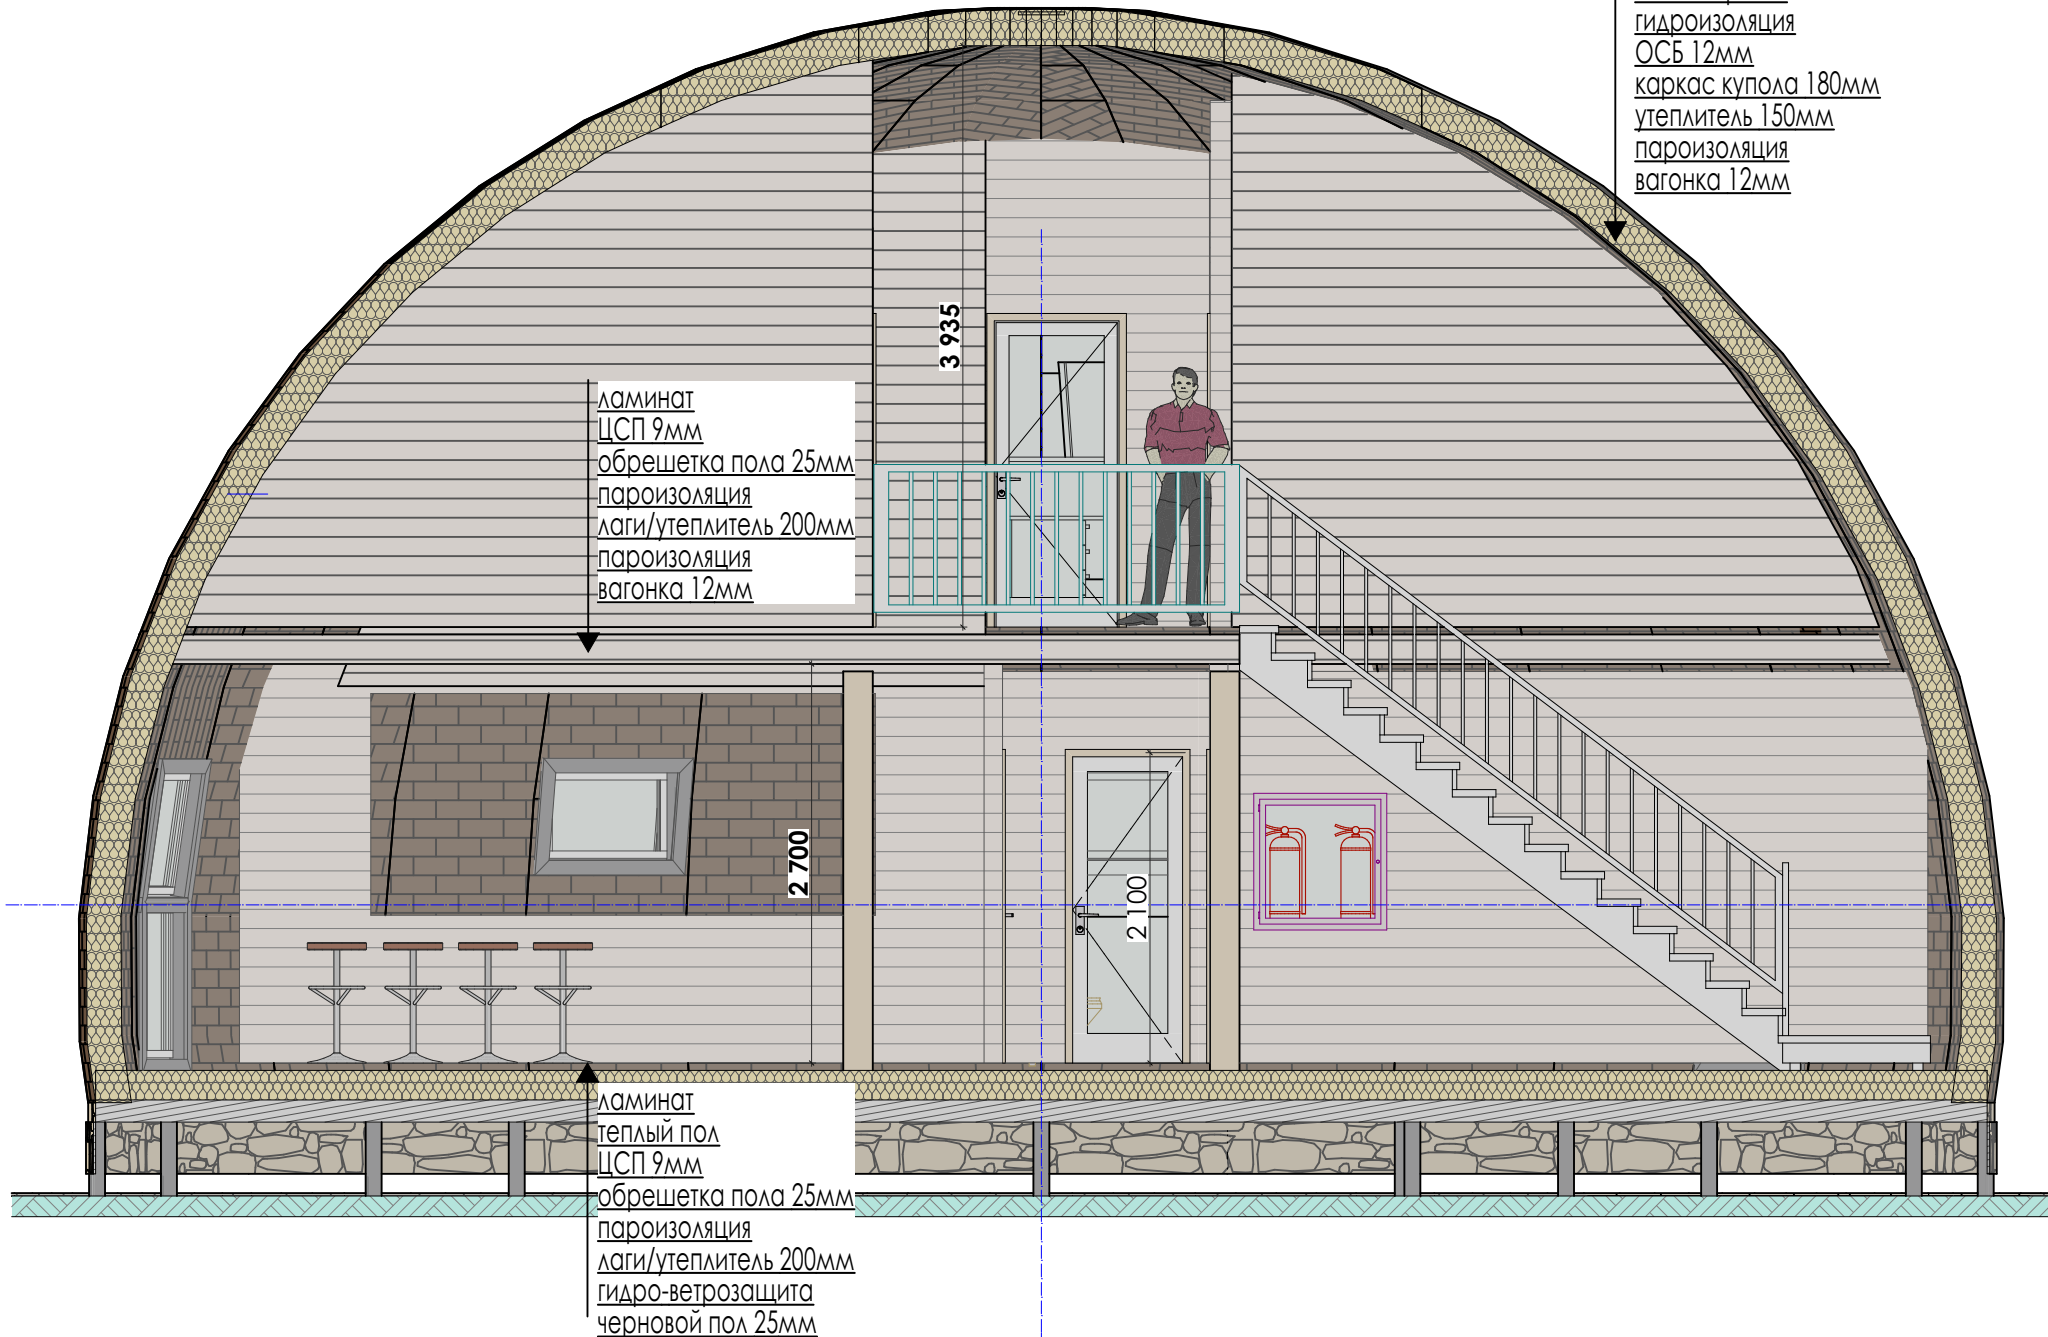 гидроизоляция
ОСБ 12мм
каркас купола 180мм
утеплитель 150мм
пароизоляция
вагонка 12мм
3 935
ламинат
ЦСП 9мм
обрешетка пола 25мм
пароизоляция
лаги/утеплитель 200мм
пароизоляция
вагонка 12мм
2 700
2 100
ламинат
теплый пол
ЦСП 9мм
обрешетка пола 25мм
пароизоляция
лаги/утеплитель 200мм
гидро-ветрозащита
черновой пол 25мм